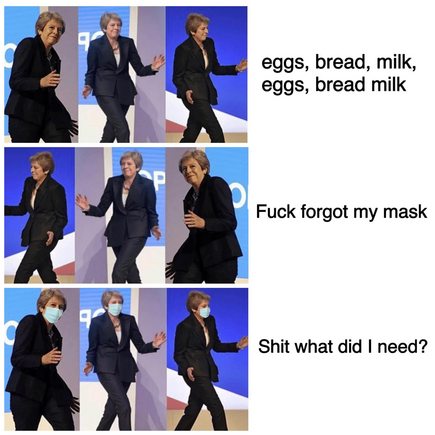 eggs, bread, milk,
eggs, bread milk
Fuck forgot my mask
Shit what did I need?